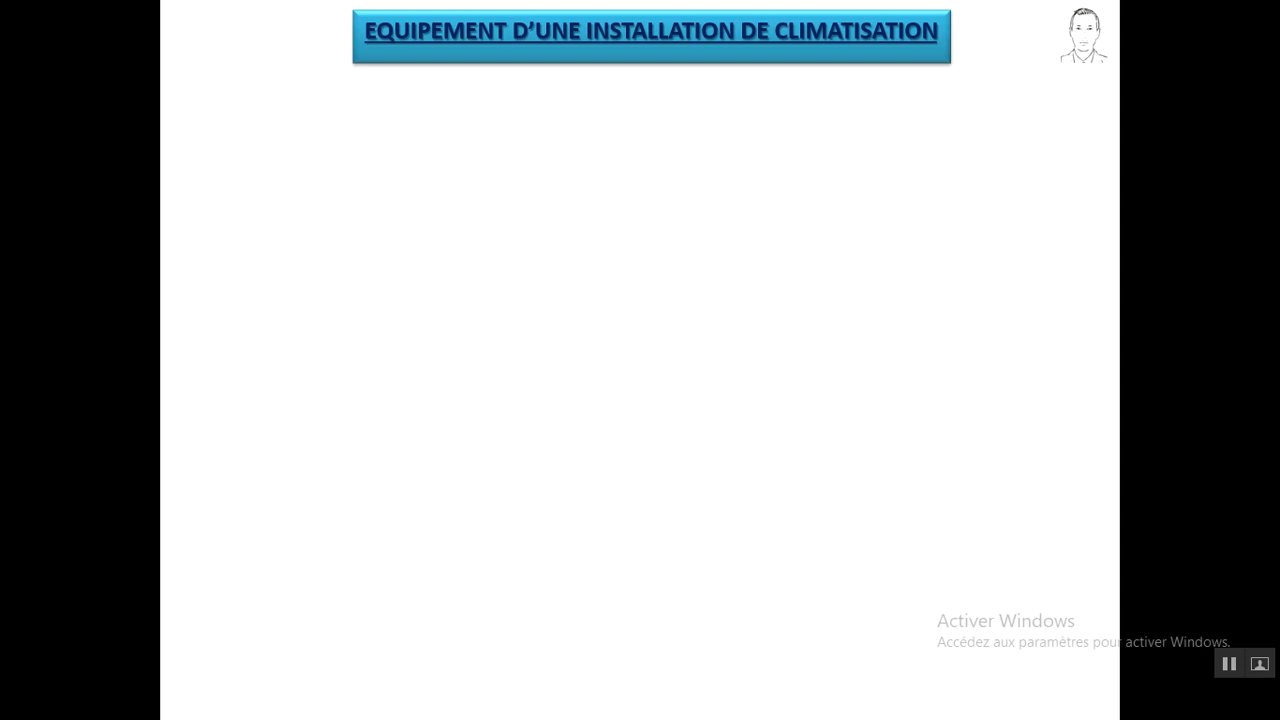 EQUIPEMENT D’UNE INSTALLATION DE CLIMATISATION
Activer Windows
Accédez aux paramètres pour activer Windows.